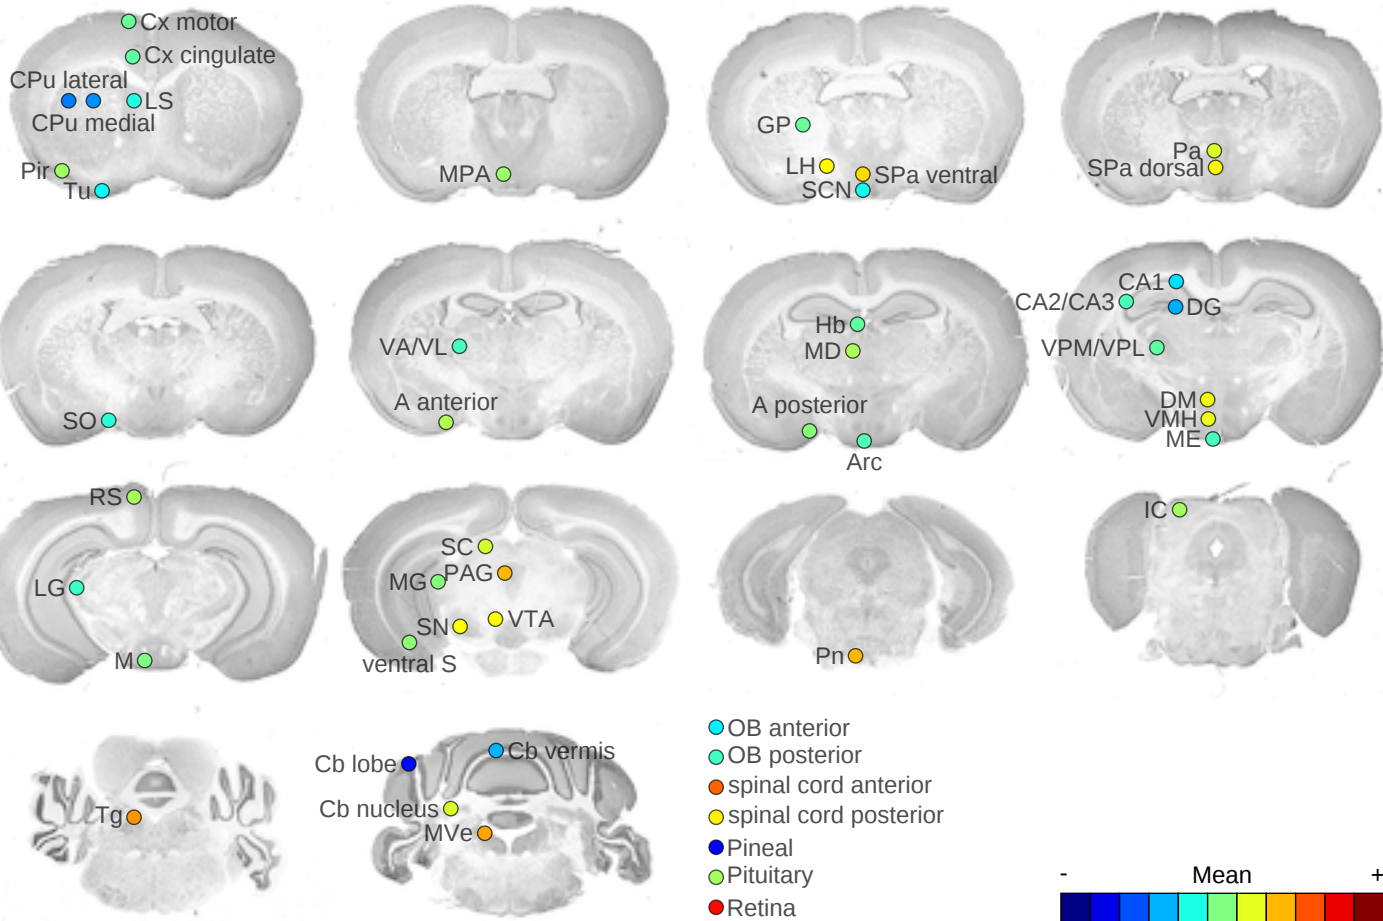 Cx motor
Cx cingulate
CPu lateral
LS
CPu medial
Pir
Tu
MPA
GP
LH
SPa ventral
SCN
Pa
SPa dorsal
SO
VA/VL
A anterior
Hb
MD
A posterior
Arc
CA1
CA2/CA3
DG
VPM/VPL
DM
VMH
ME
RS
LG
M
SC
PAG
MG
VTA
SN
ventral S
Pn
IC
Tg
Cb lobe
Cb vermis
Cb nucleus
MVe
OB anterior
OB posterior
spinal cord anterior
spinal cord posterior
Pineal
Pituitary
Retina
- Mean +